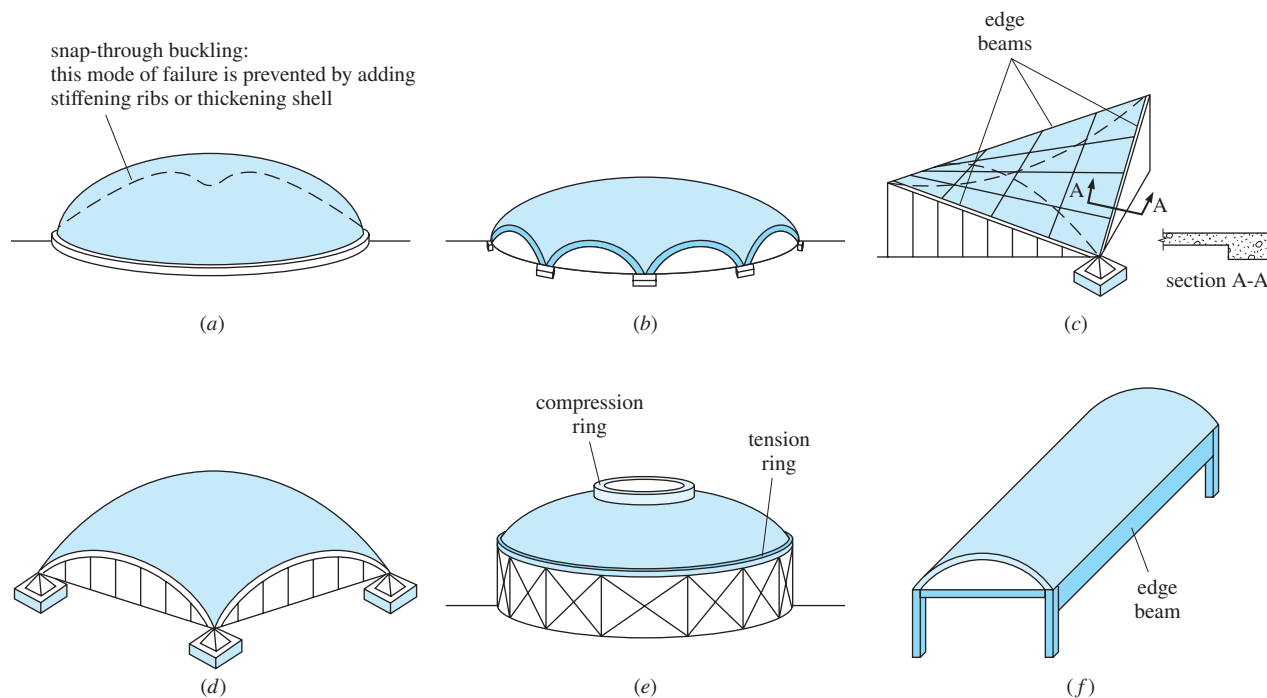 snap-through buckling:
this mode of failure is prevented by adding
stiffening ribs or thickening shell
(a)
(b)
edge
beams
A
A
section A-A
(c)
(d)
compression
ring
tension
ring
(e)
edge
beam
(f)